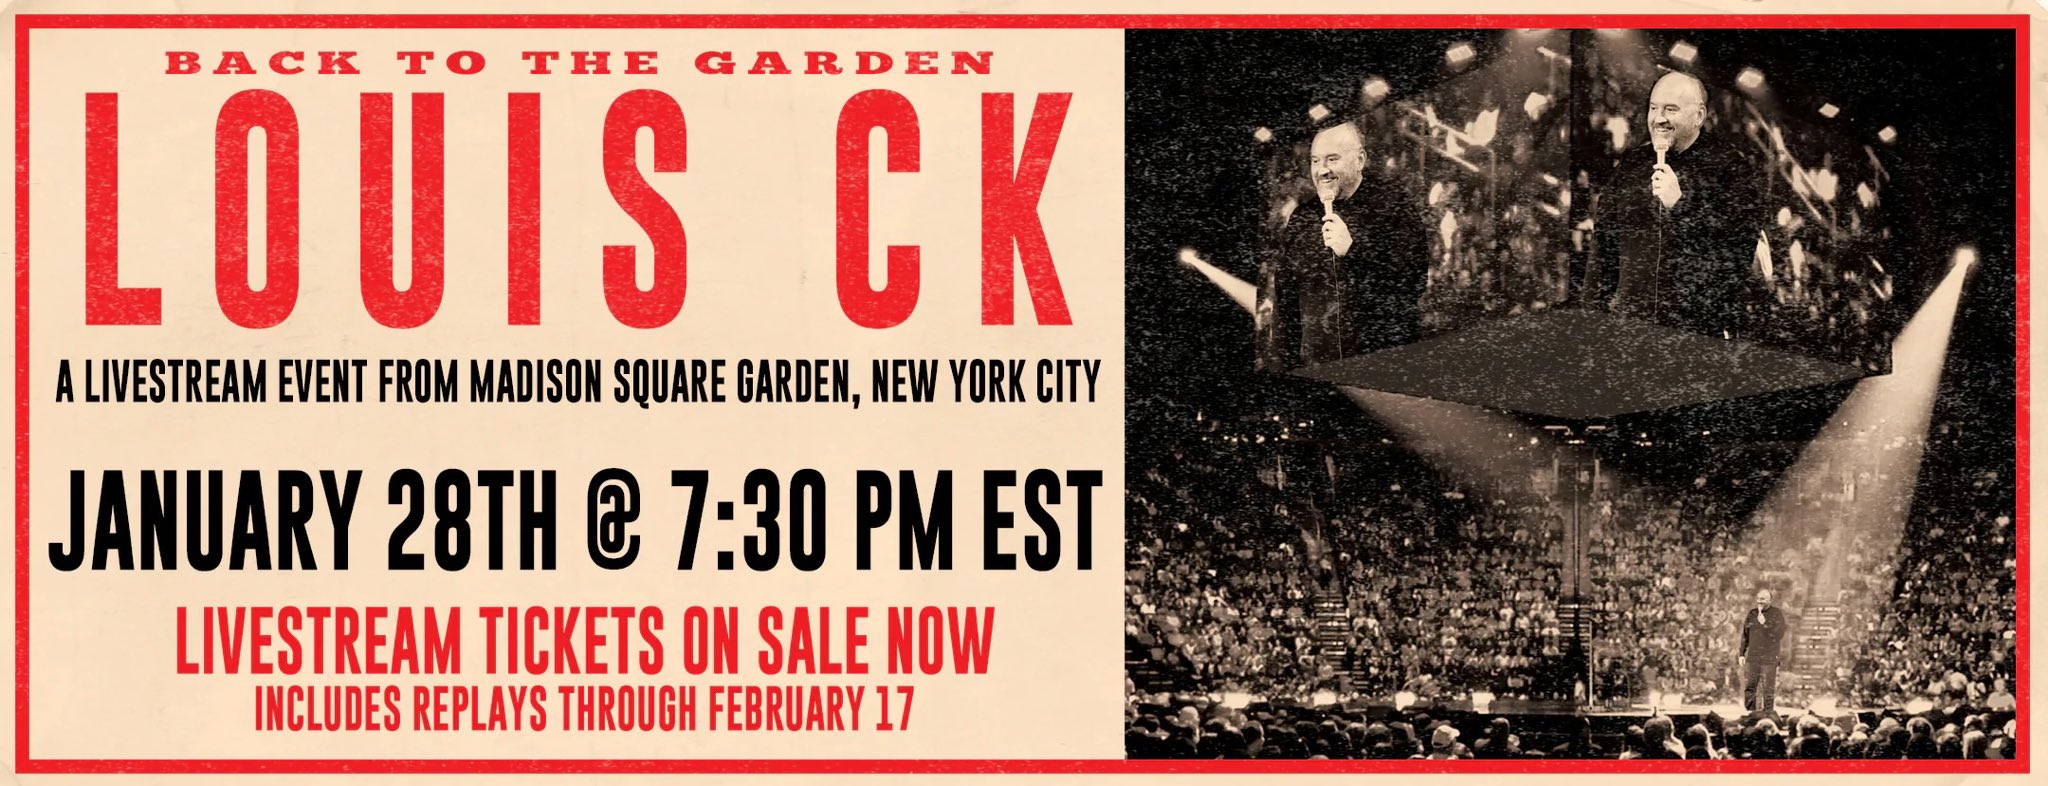 BACK TO THE GARDEN
LOUIS CK
A LIVESTREAM EVENT FROM MADISON SQUARE GARDEN, NEW YORK CITY
JANUARY 28TH @ 7:30 PM EST
LIVESTREAM TICKETS ON SALE NOW
INCLUDES REPLAYS THROUGH FEBRUARY 17